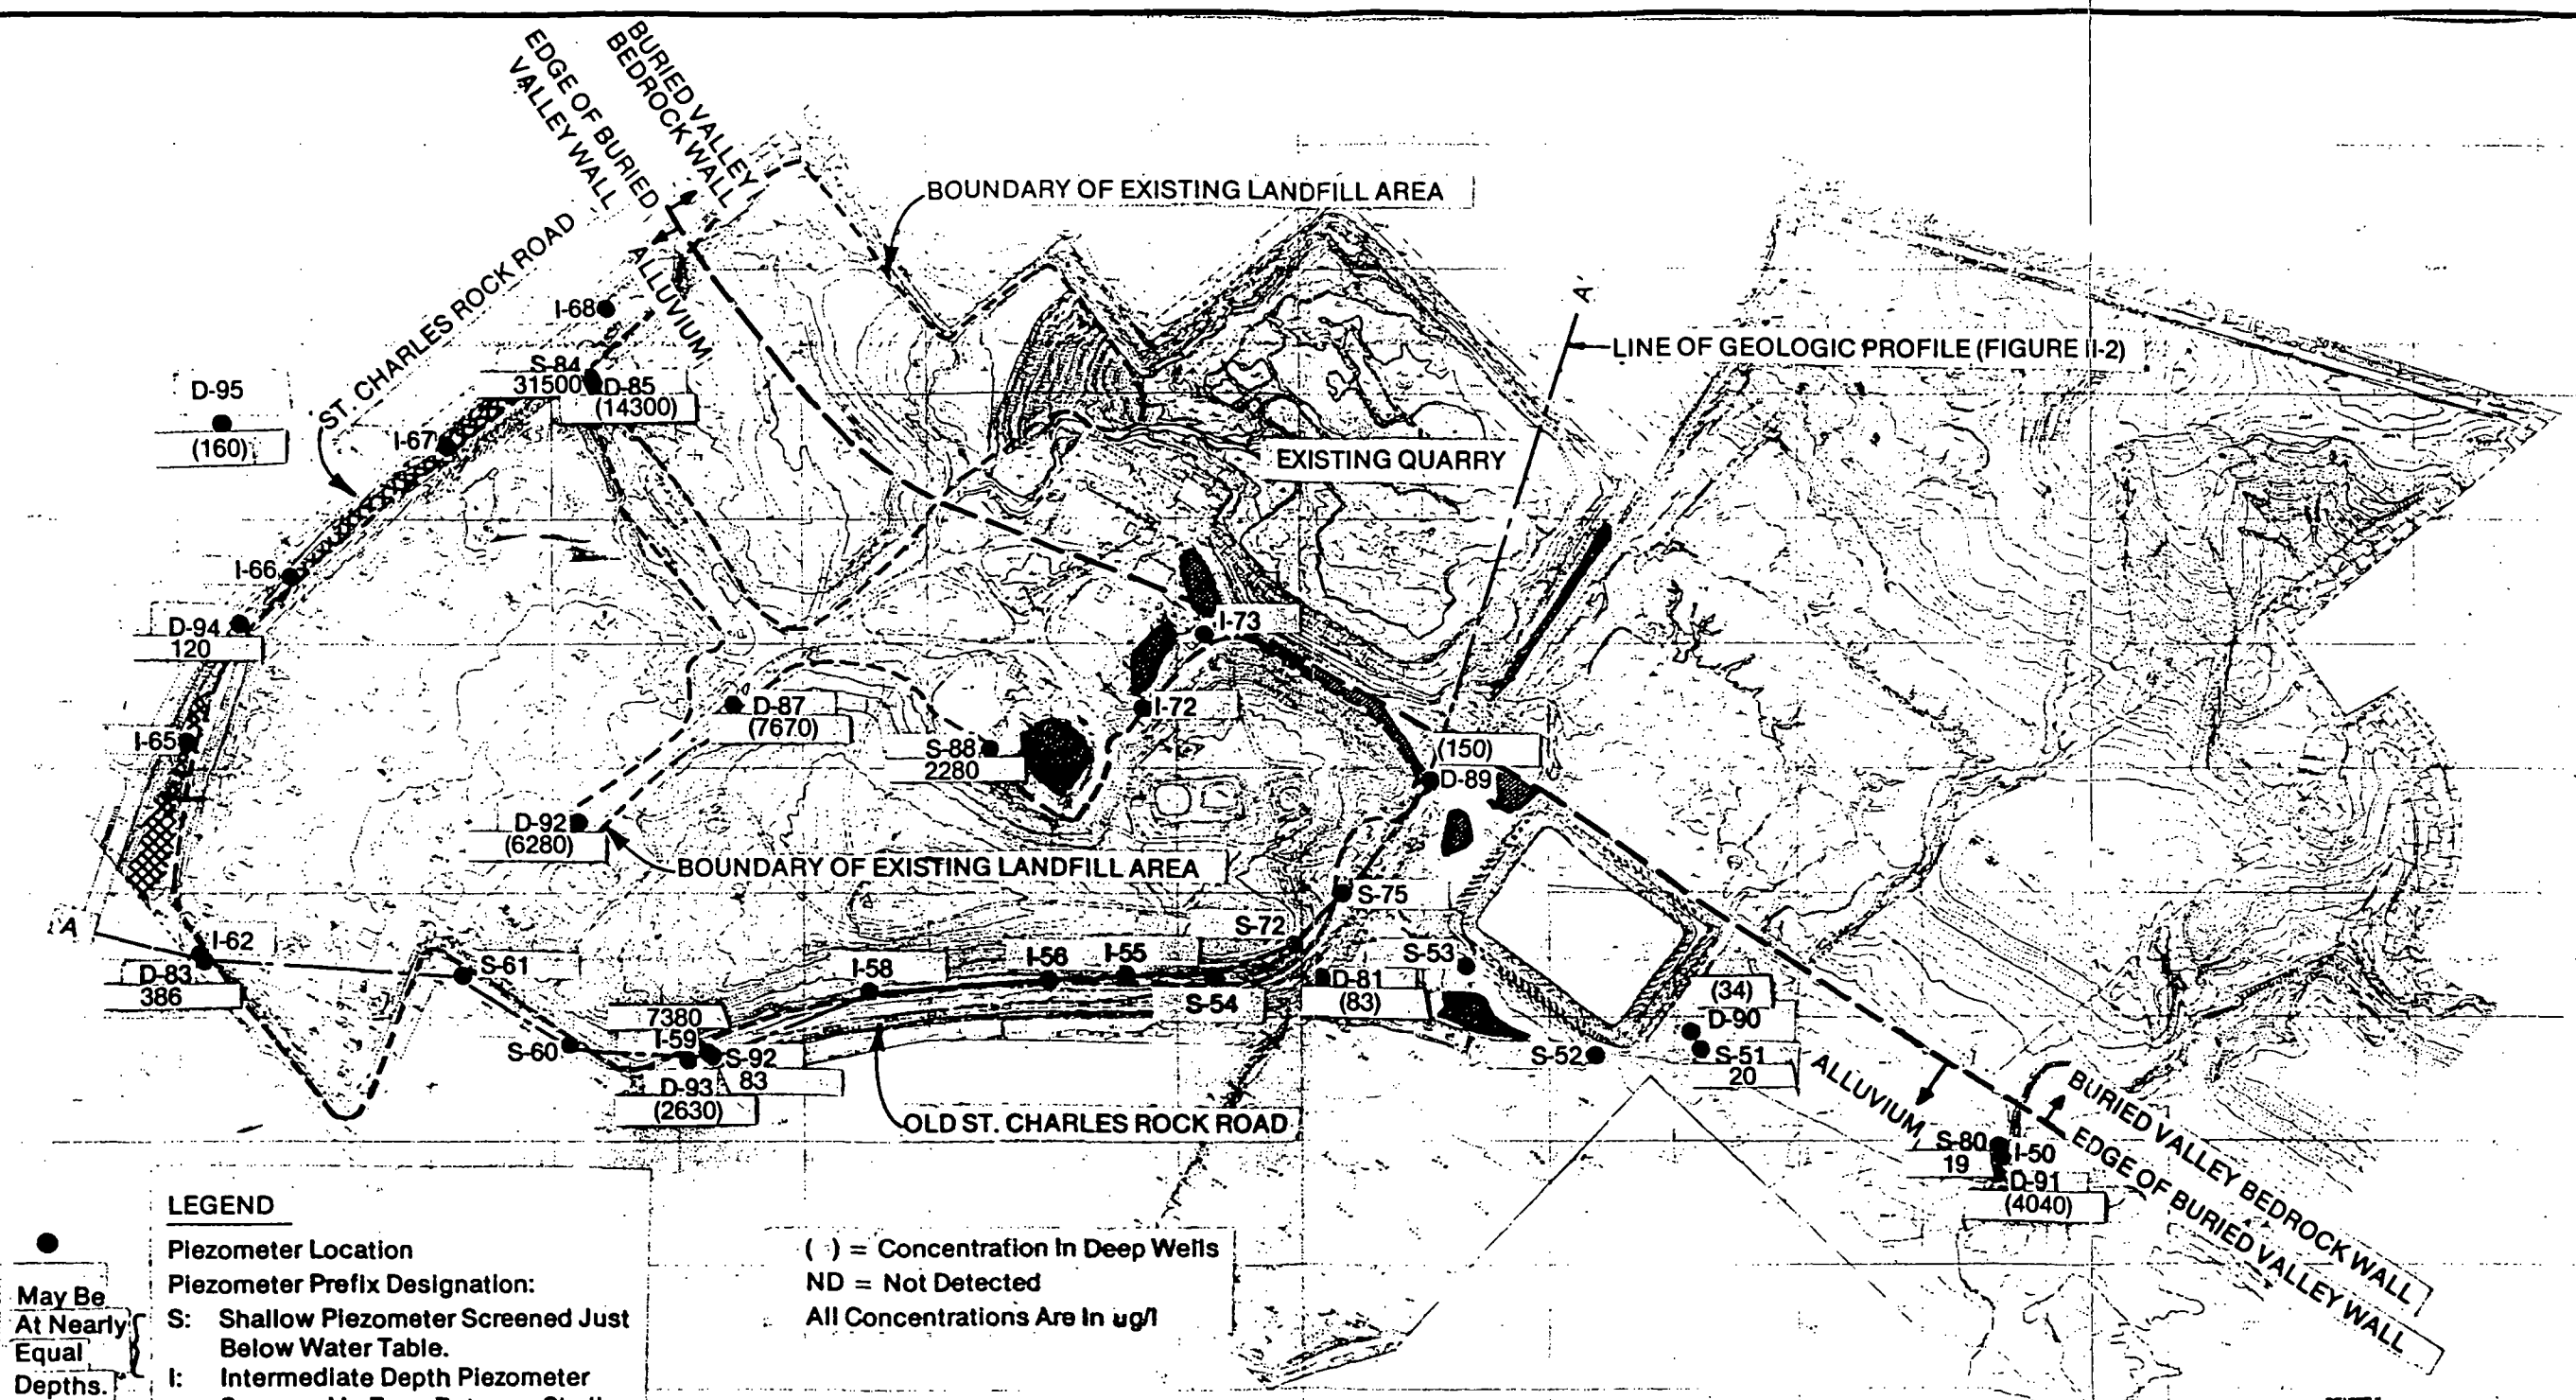 BURIED VALLEY
BEDROCK WALL
EDGE OF BURIED
VALLEY WALL
BOUNDARY OF EXISTING LANDFILL AREA
ST. CHARLES ROCK ROAD
ALLUVIUM
A'
LINE OF GEOLOGIC PROFILE (FIGURE II-2)
I-68
S-84
31500
D-85
(14300)
D-95
(160)
I-67
EXISTING QUARRY
I-66
D-94
120
I-73
I-65
D-87
(7670)
I-72
S-88
2280
(150)
D-89
D-92
(6280)
BOUNDARY OF EXISTING LANDFILL AREA
S-75
A
I-62
D-83
386
S-61
S-72
I-58
I-56
I-55
S-54
S-53
D-81
(83)
(34)
D-90
7380
I-59
S-60
S-92
83
D-93
(2630)
S-52
S-51
20
OLD ST. CHARLES ROCK ROAD
ALLUVIUM
BURIED VALLEY BEDROCK WALL
EDGE OF BURIED VALLEY WALL
S-80
19
I-50
D-91
(4040)
LEGEND
Piezometer Location
Piezometer Prefix Designation:
May Be
At Nearly
Equal
Depths.
S: Shallow Piezometer Screened Just
Below Water Table.
I: Intermediate Depth Piezometer
( ) = Concentration In Deep Wells
ND = Not Detected
All Concentrations Are In ug/l